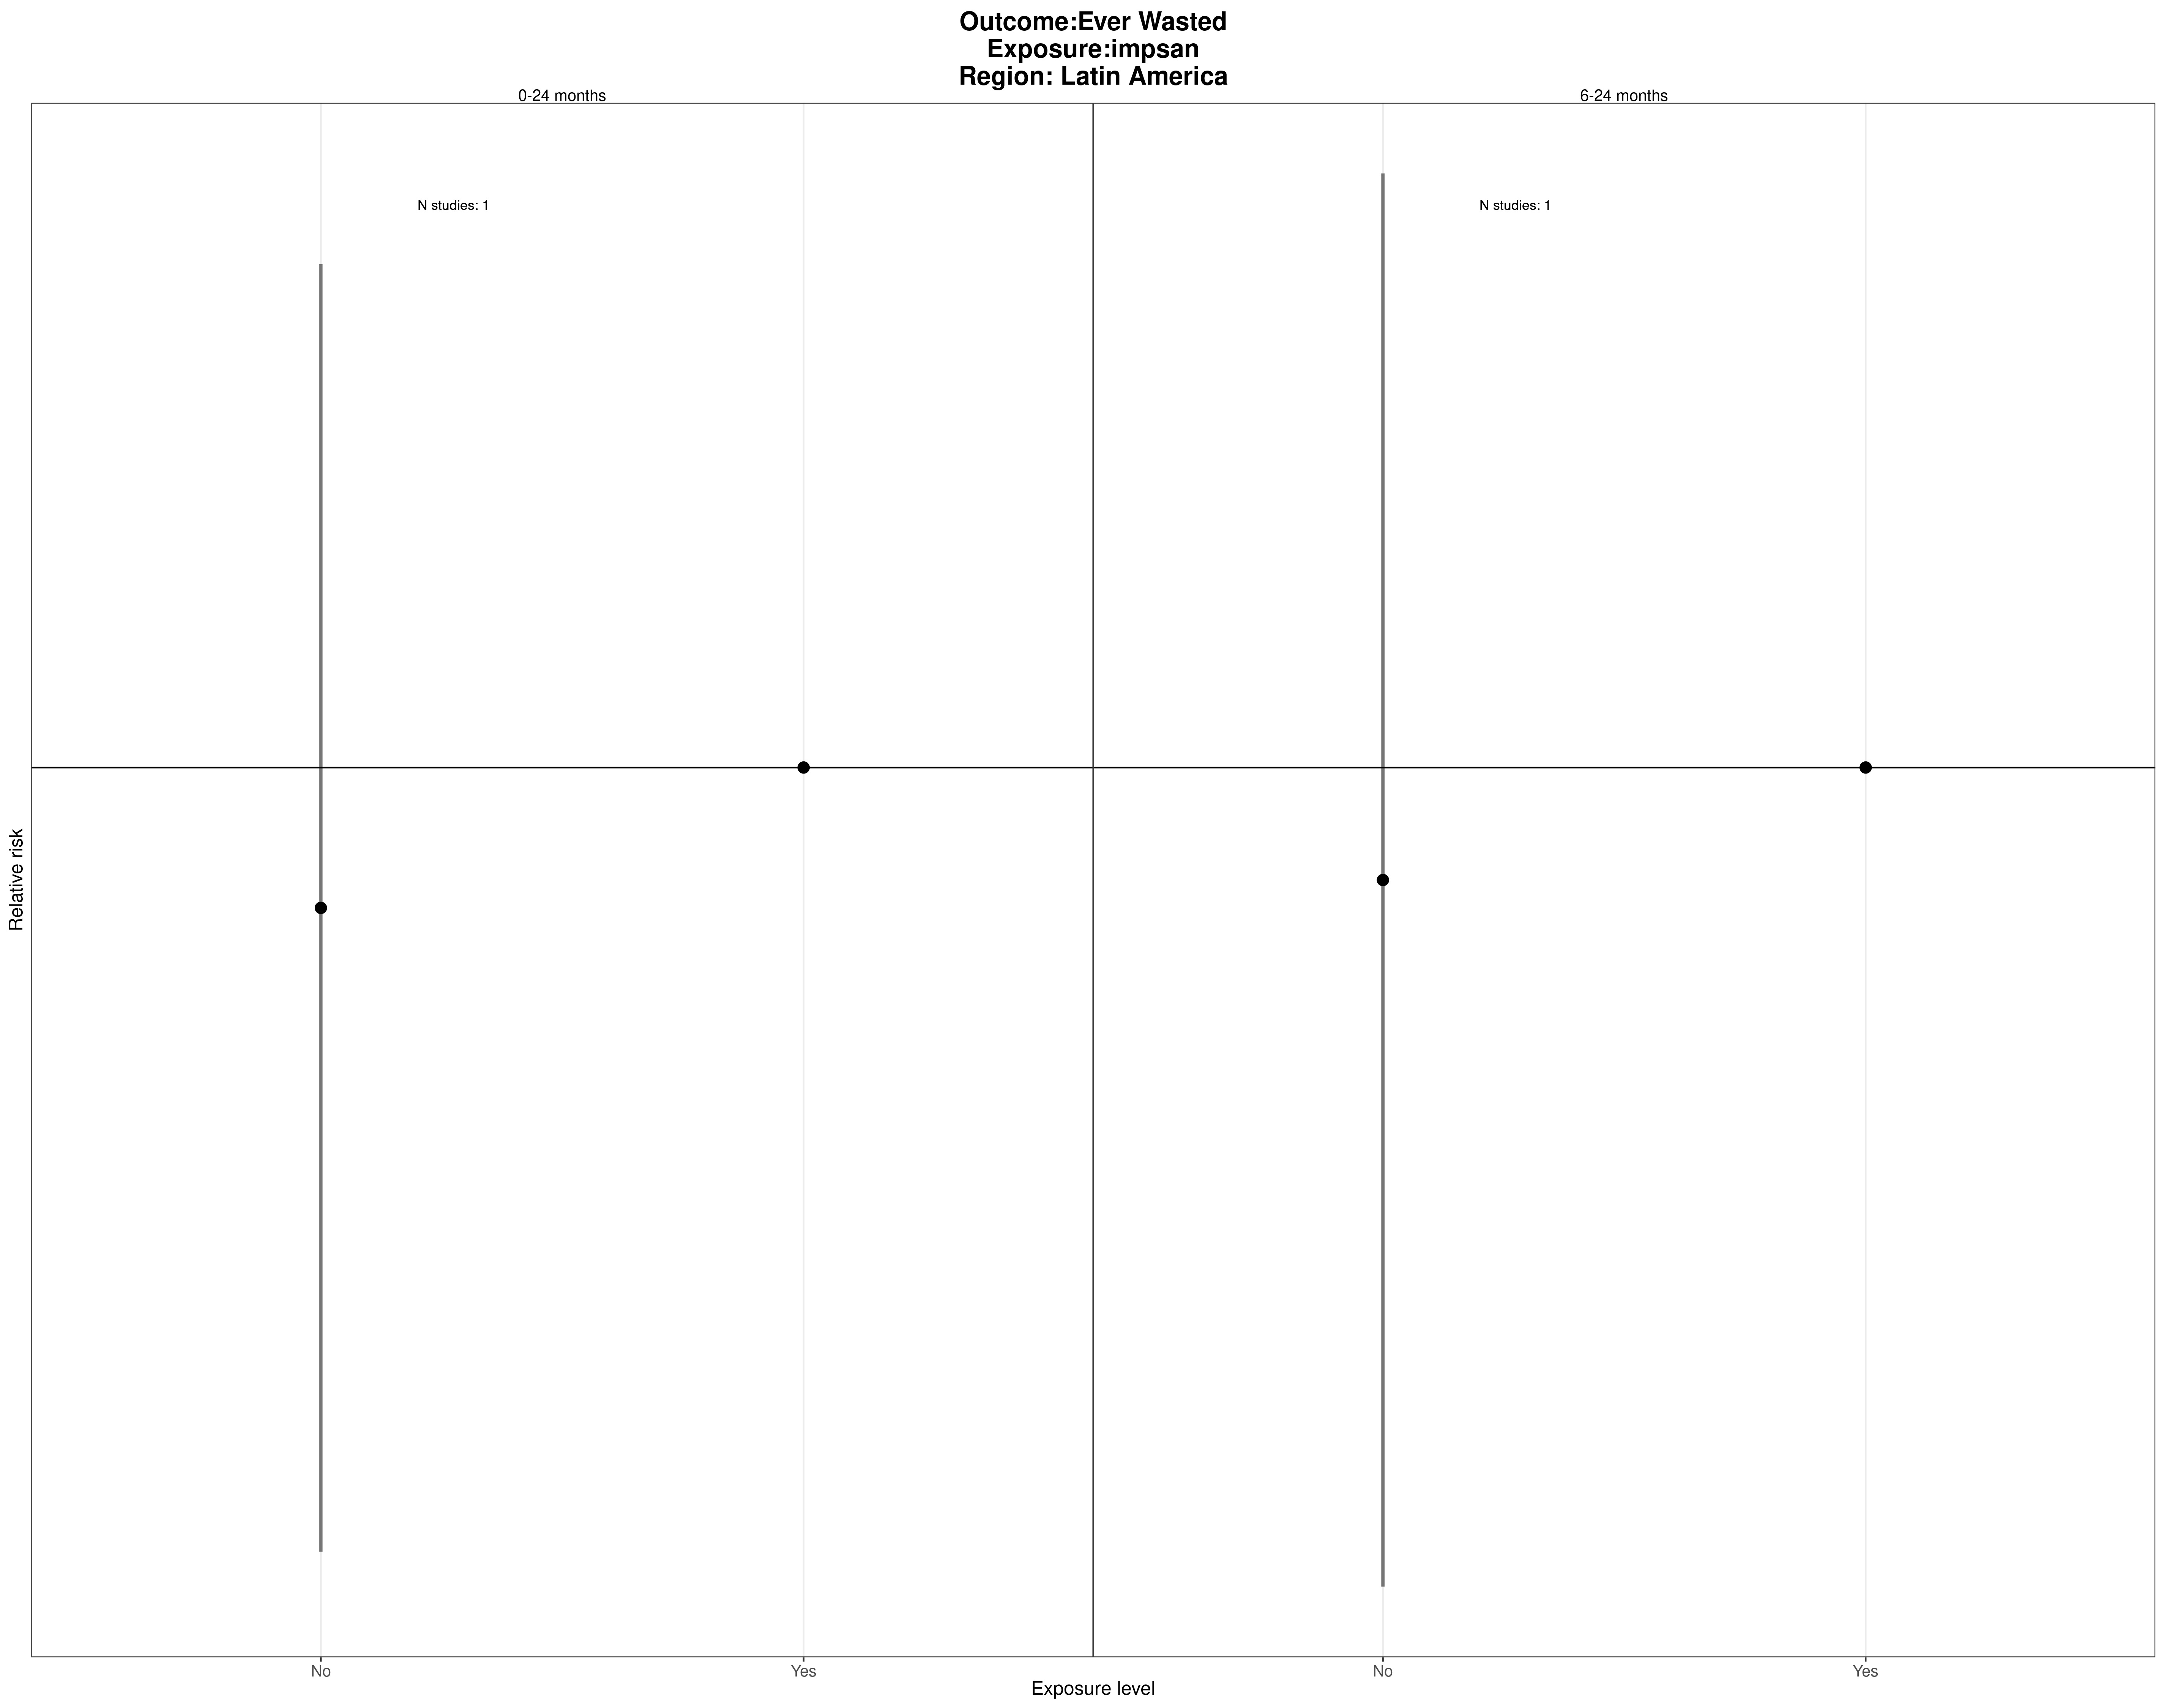 Outcome:Ever Wasted
Exposure:impsan
Region: Latin America
0-24 months
6-24 months
N studies: 1
N studies: 1
Relative risk
No
Yes
No
Yes
Exposure level